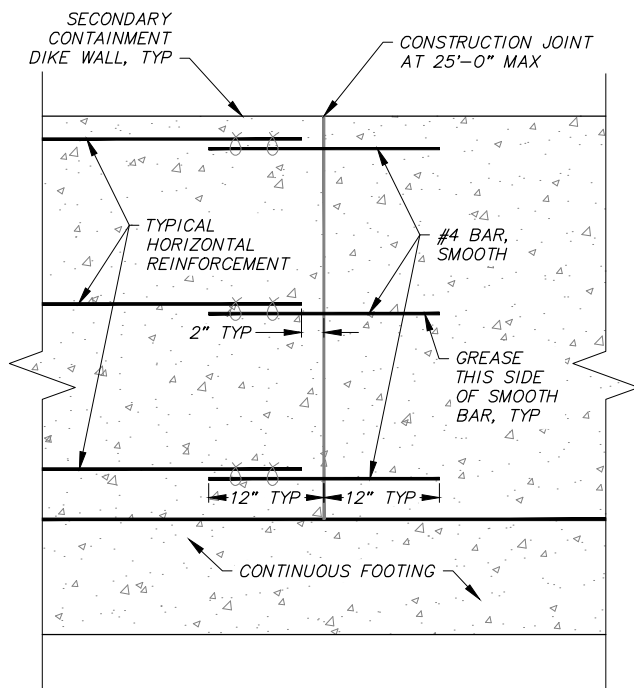 SECONDARY
CONTAINMENT
DIKE WALL, TYP
CONSTRUCTION JOINT
AT 25'-0" MAX
TYPICAL
HORIZONTAL
REINFORCEMENT
#4 BAR,
SMOOTH
2" TYP
GREASE
THIS SIDE
OF SMOOTH
BAR, TYP
12" TYP
12" TYP
CONTINUOUS FOOTING